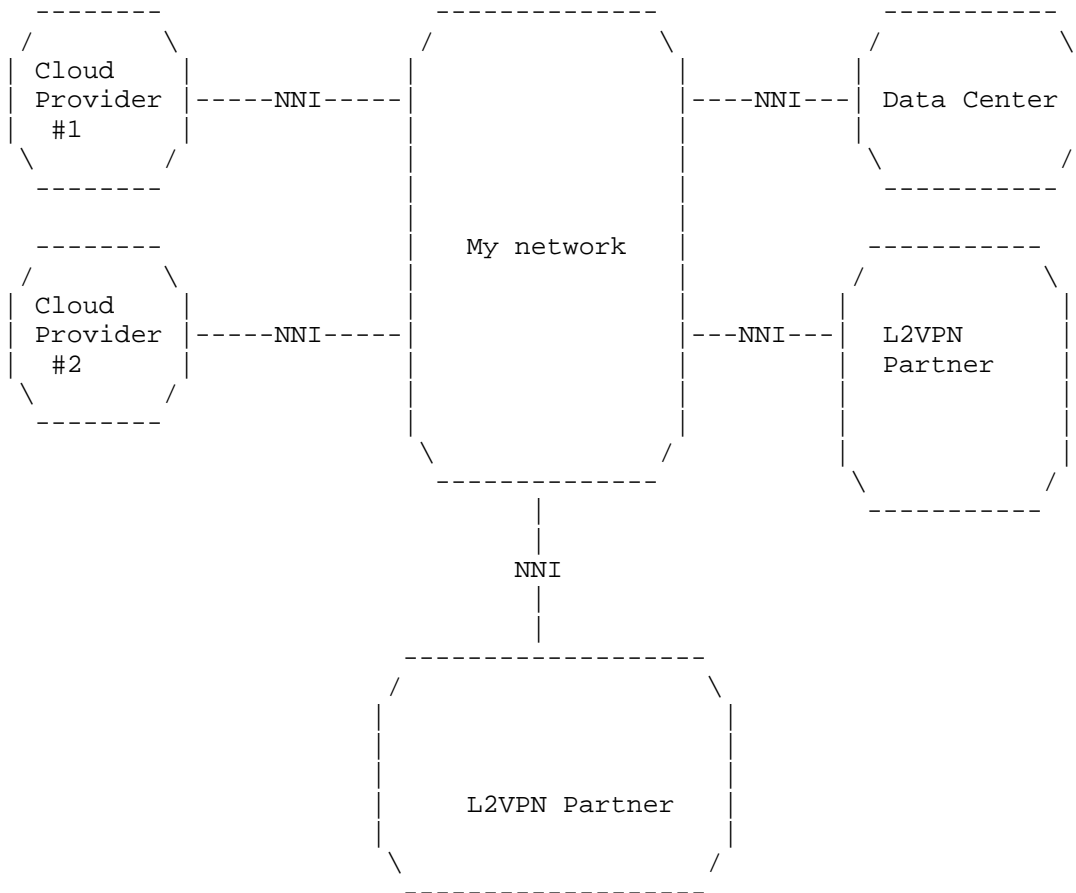 Cloud
Provider
#1
NNI
NNI
Data Center
My network
Cloud
Provider
#2
NNI
NNI
L2VPN
Partner
NNI
L2VPN Partner